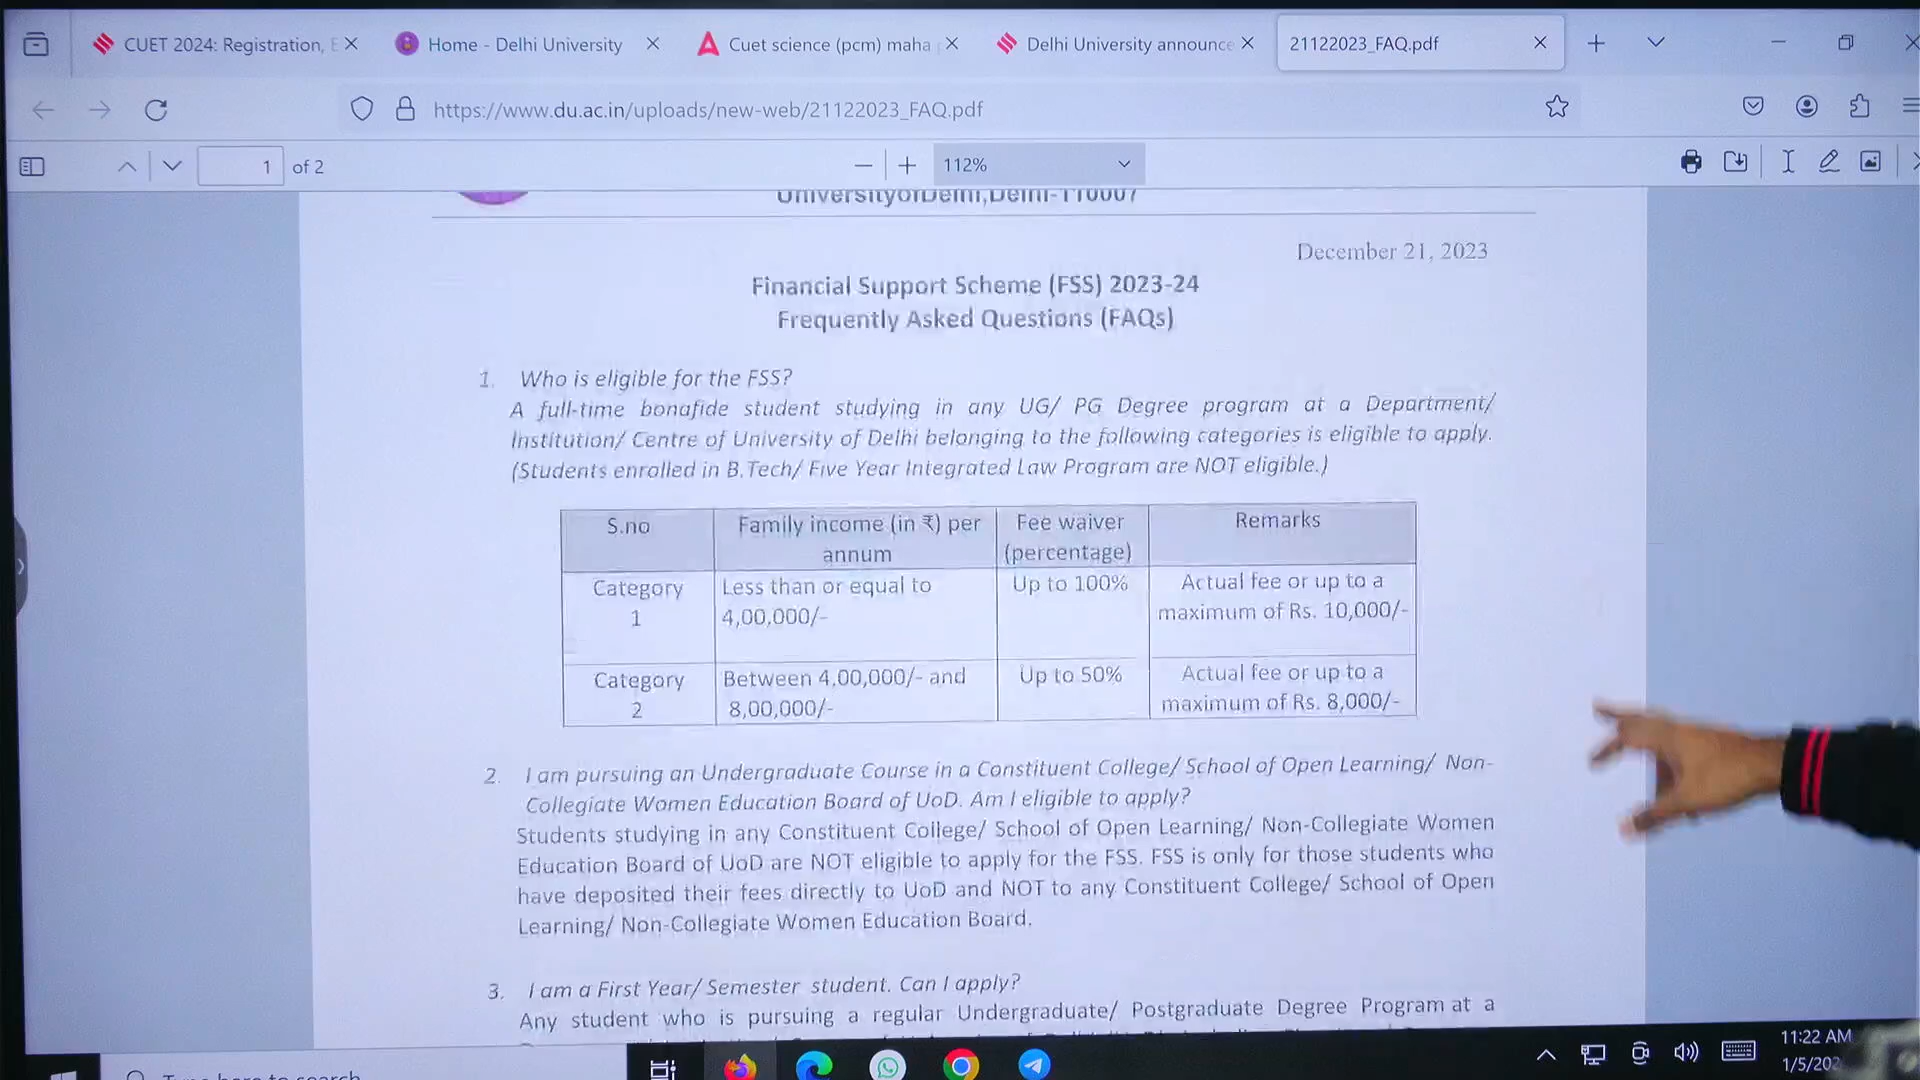 CUET 2024: Registration, E
Home - Delhi University
Cuet science (pcm) maha
Delhi University announce
21122023_FAQ.pdf
https://www.du.ac.in/uploads/new-web/21122023_FAQ.pdf
1 of 2
112%
UniversityofDelhi,Delhi-110007
December 21, 2023
Financial Support Scheme (FSS) 2023-24
Frequently Asked Questions (FAQs)
1. Who is eligible for the FSS?
A full-time bonafide student studying in any UG/ PG Degree program at a Department/
Institution/ Centre of University of Delhi belonging to the following categories is eligible to apply.
(Students enrolled in B.Tech/ Five Year Integrated Law Program are NOT eligible.)
S.no Family income (in ₹) per annum Fee waiver (percentage) Remarks
Category 1 Less than or equal to 4,00,000/- Up to 100% Actual fee or up to a maximum of Rs. 10,000/-
Category 2 Between 4,00,000/- and 8,00,000/- Up to 50% Actual fee or up to a maximum of Rs. 8,000/-
2. I am pursuing an Undergraduate Course in a Constituent College/ School of Open Learning/ Non-
Collegiate Women Education Board of UoD. Am I eligible to apply?
Students studying in any Constituent College/ School of Open Learning/ Non-Collegiate Women
Education Board of UoD are NOT eligible to apply for the FSS. FSS is only for those students who
have deposited their fees directly to UoD and NOT to any Constituent College/ School of Open
Learning/ Non-Collegiate Women Education Board.
3. I am a First Year/ Semester student. Can I apply?
Any student who is pursuing a regular Undergraduate/ Postgraduate Degree Program at a
Type here to search
11:22 AM
1/5/202